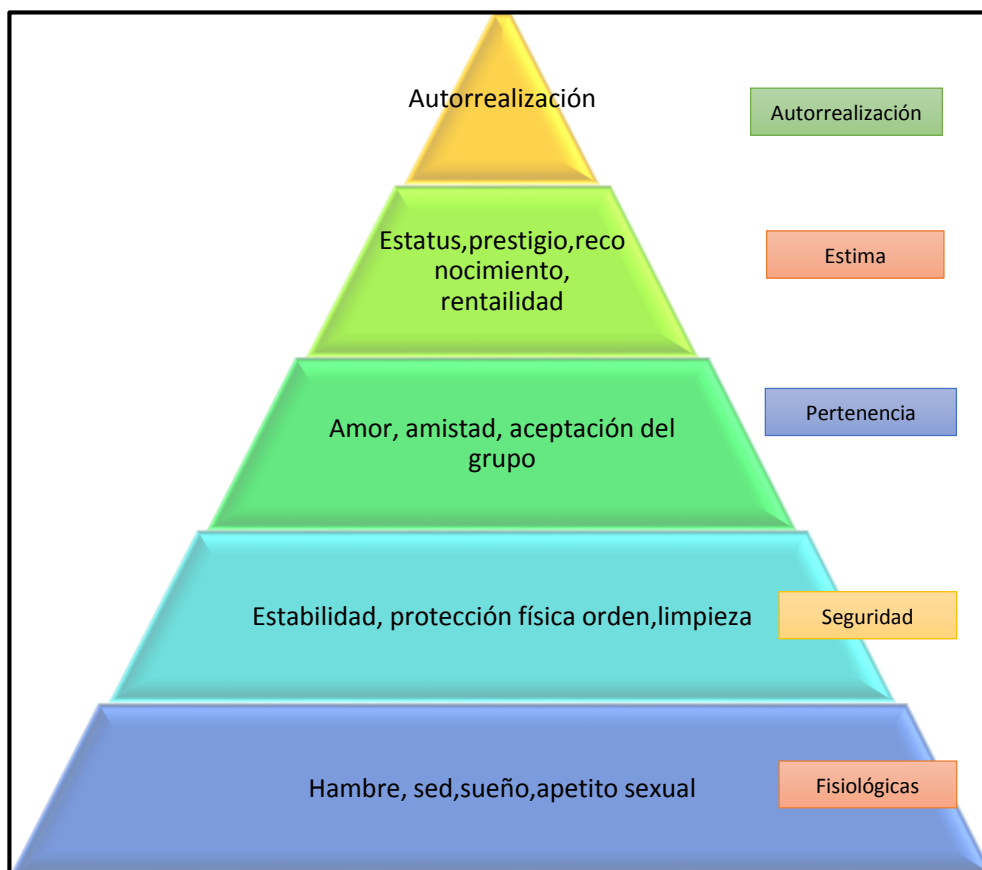 Autorrealización
Autorrealización
Estatus,prestigio,reco
nocimiento,
rentailidad
Estima
Amor, amistad, aceptación del
grupo
Pertenencia
Estabilidad, protección física orden,limpieza
Seguridad
Hambre, sed,sueño,apetito sexual
Fisiológicas